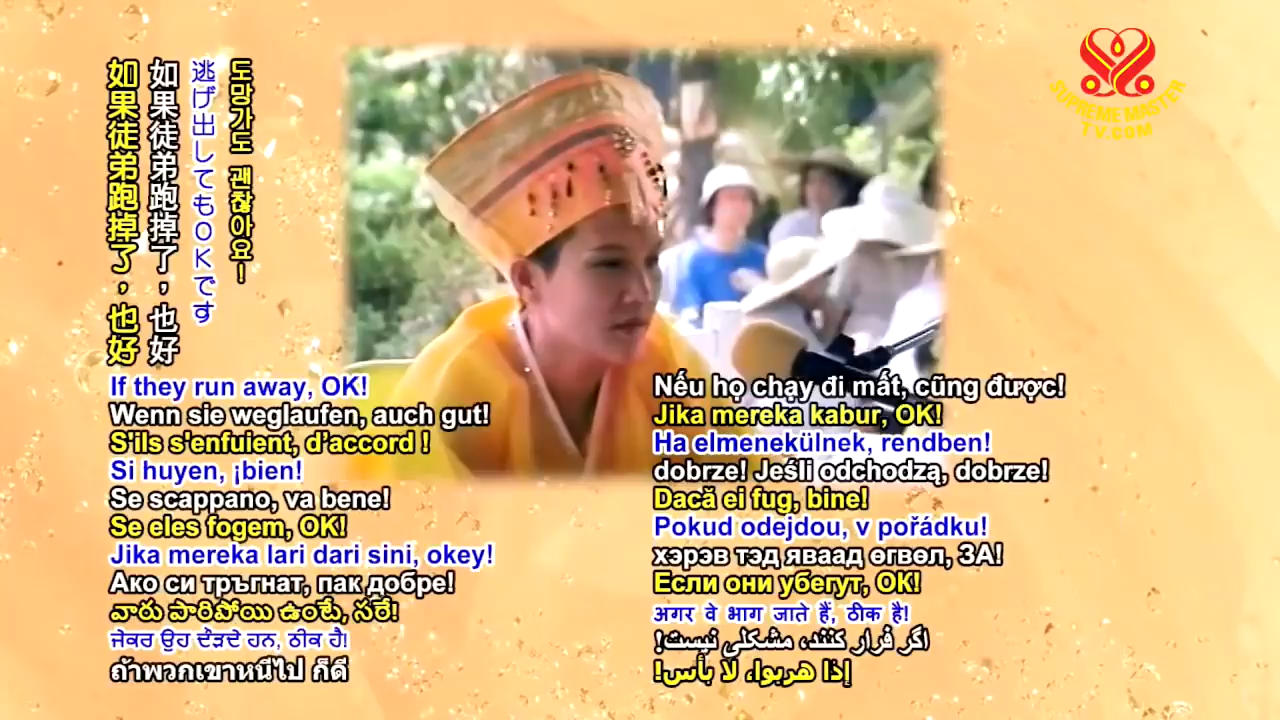 如果徒弟跑掉了，也好
如果徒弟跑掉了，也好
逃げ出してもＯＫです
도망가도 괜찮아요!
SUPREME MASTER
TV.COM
If they run away, OK!
Wenn sie weglaufen, auch gut!
S'ils s'enfuient, d’accord !
Si huyen, ¡bien!
Se scappano, va bene!
Se eles fogem, OK!
Jika mereka lari dari sini, okey!
Ако си тръгнат, пак добре!
వారు పారిపోయి ఉంటే, సరే!
ਜੇਕਰ ਉਹ ਦੌੜਦੇ ਹਨ, ਠੀਕ ਹੈ!
ถ้าพวกเขาหนีไป ก็ดี
Nếu họ chạy đi mất, cũng được!
Jika mereka kabur, OK!
Ha elmenekülnek, rendben!
dobrze! Jeśli odchodzą, dobrze!
Dacă ei fug, bine!
Pokud odejdou, v pořádku!
хэрэв тэд яваад өгвөл, ЗА!
Если они убегут, ОК!
अगर वे भाग जाते हैं, ठीक है!
اگر فرار کنند، مشکلی نیست!
إذا هربوا، لا بأس!